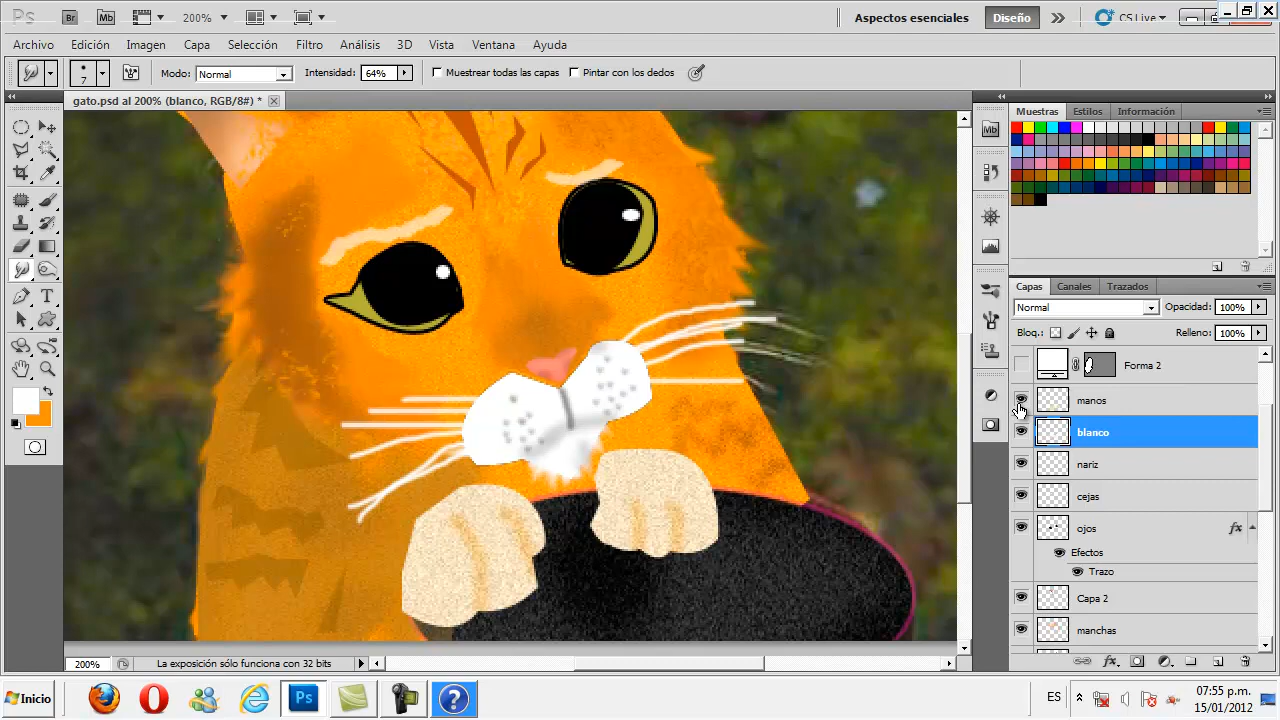 Ps Br Mb 200% Aspectos esenciales Diseño CS Live
Archivo Edición Imagen Capa Selección Filtro Análisis 3D Vista Ventana Ayuda
7 Modo: Normal Intensidad: 64% Muestrear todas las capas Pintar con los dedos
gato.psd al 200% (blanco, RGB/8#) *
Muestras Estilos Información
Mb
Capas Canales Trazados
Normal Opacidad: 100%
Bloq.: Relleno: 100%
Forma 2
manos
blanco
nariz
cejas
ojos fx
Efectos
Trazo
Capa 2
manchas
200% La exposición sólo funciona con 32 bits
Inicio Ps ES 07:55 p.m.
15/01/2012